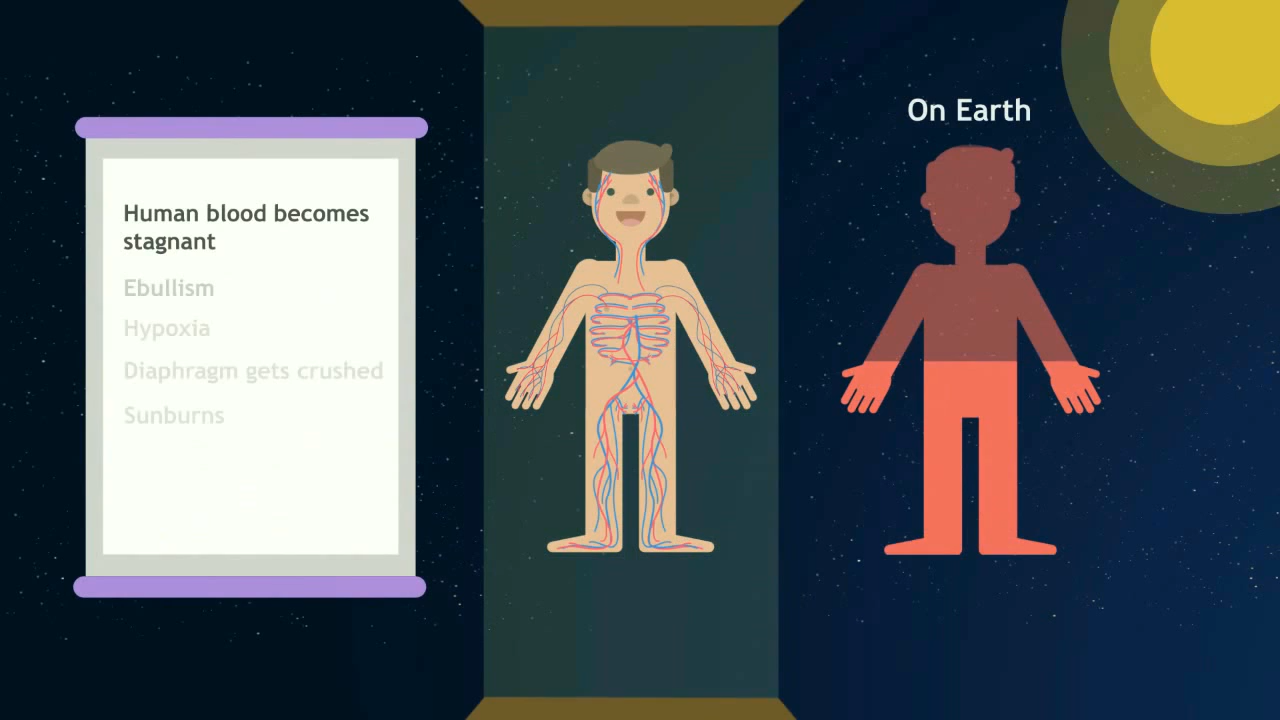 Human blood becomes
stagnant
Ebullism
Hypoxia
Diaphragm gets crushed
Sunburns
On Earth